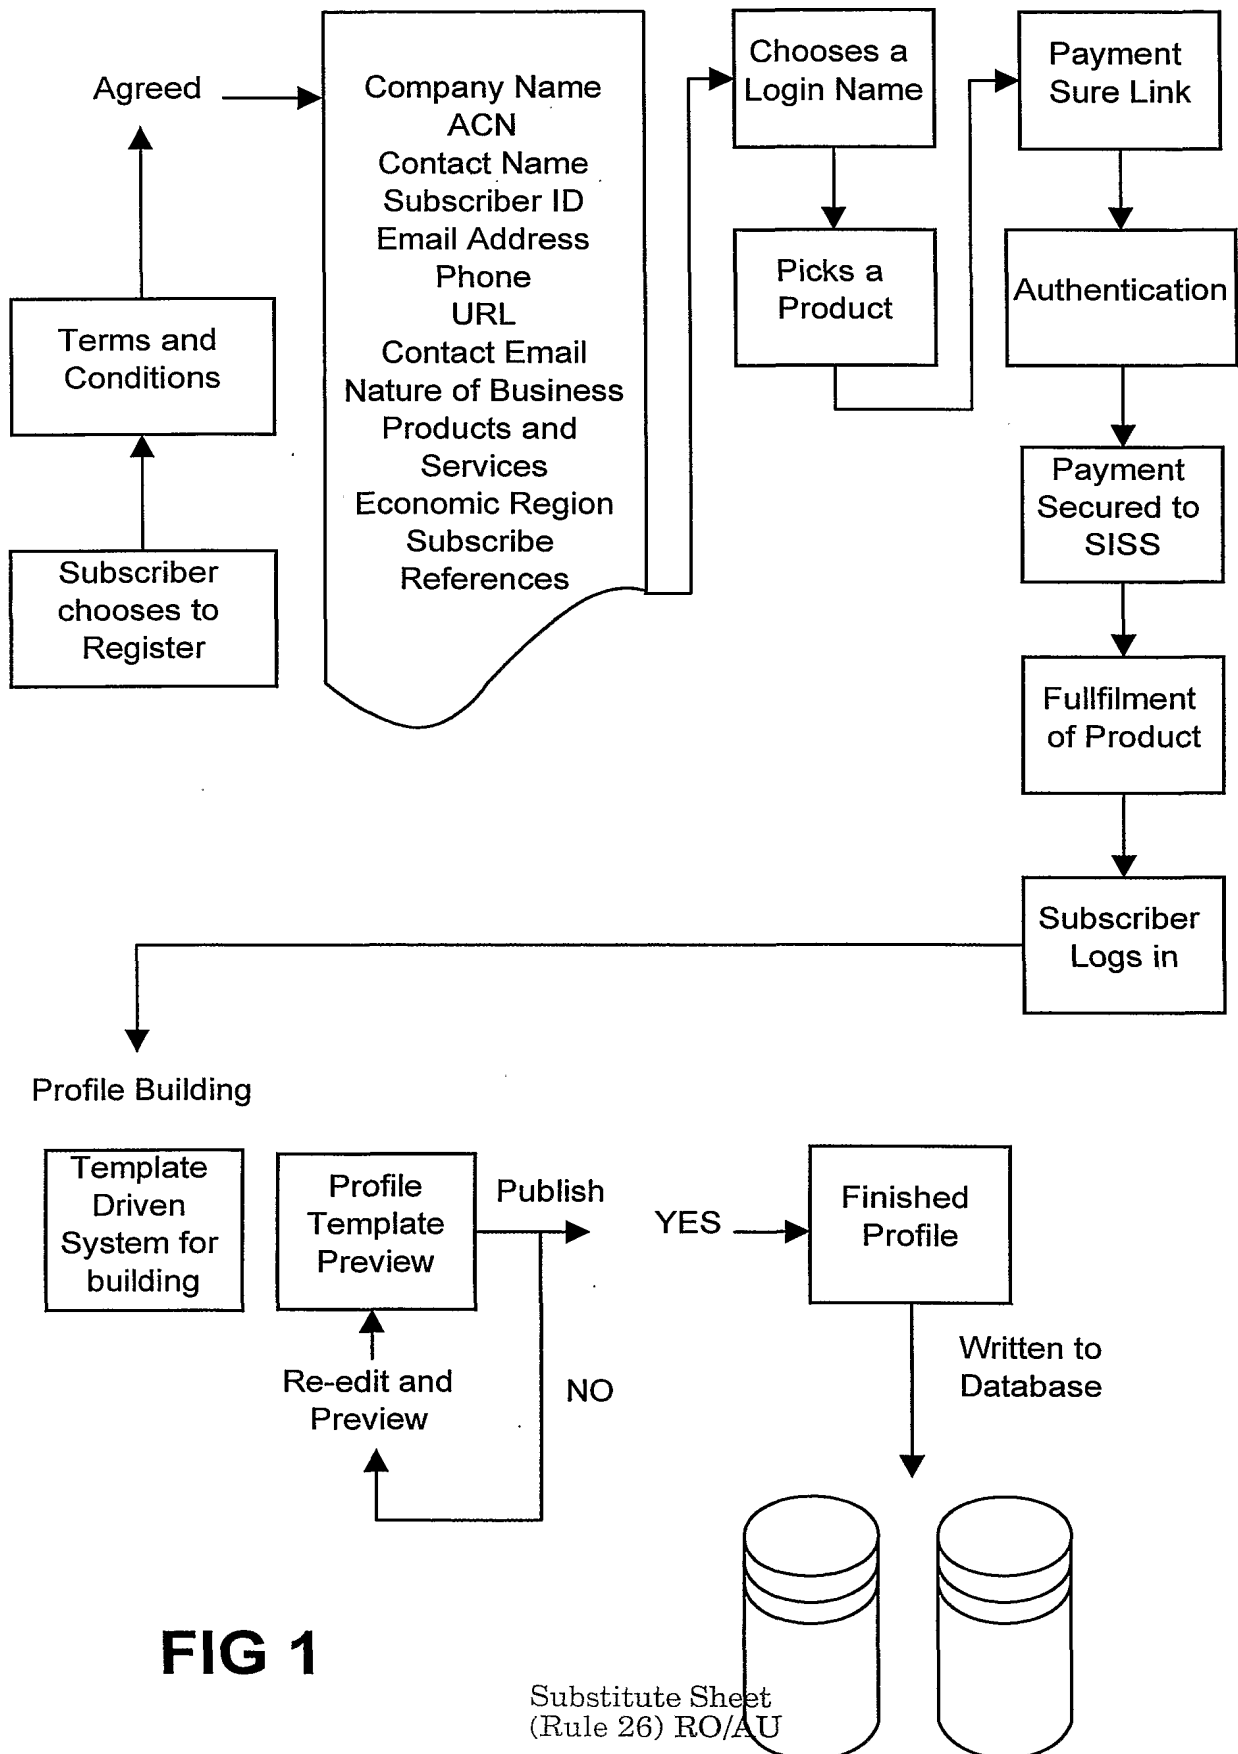 Agreed
Terms and
Conditions
Subscriber
chooses to
Register
Company Name
ACN
Contact Name
Subscriber ID
Email Address
Phone
URL
Contact Email
Nature of Business
Products and
Services
Economic Region
Subscribe
References
Chooses a
Login Name
Picks a
Product
Payment
Sure Link
Authentication
Payment
Secured to
SISS
Fullfilment
of Product
Subscriber
Logs in
Profile Building
Template
Driven
System for
building
Profile
Template
Preview
Publish
Re-edit and
Preview
NO
YES
Finished
Profile
Written to
Database
FIG 1
Substitute Sheet
(Rule 26) RO/AU